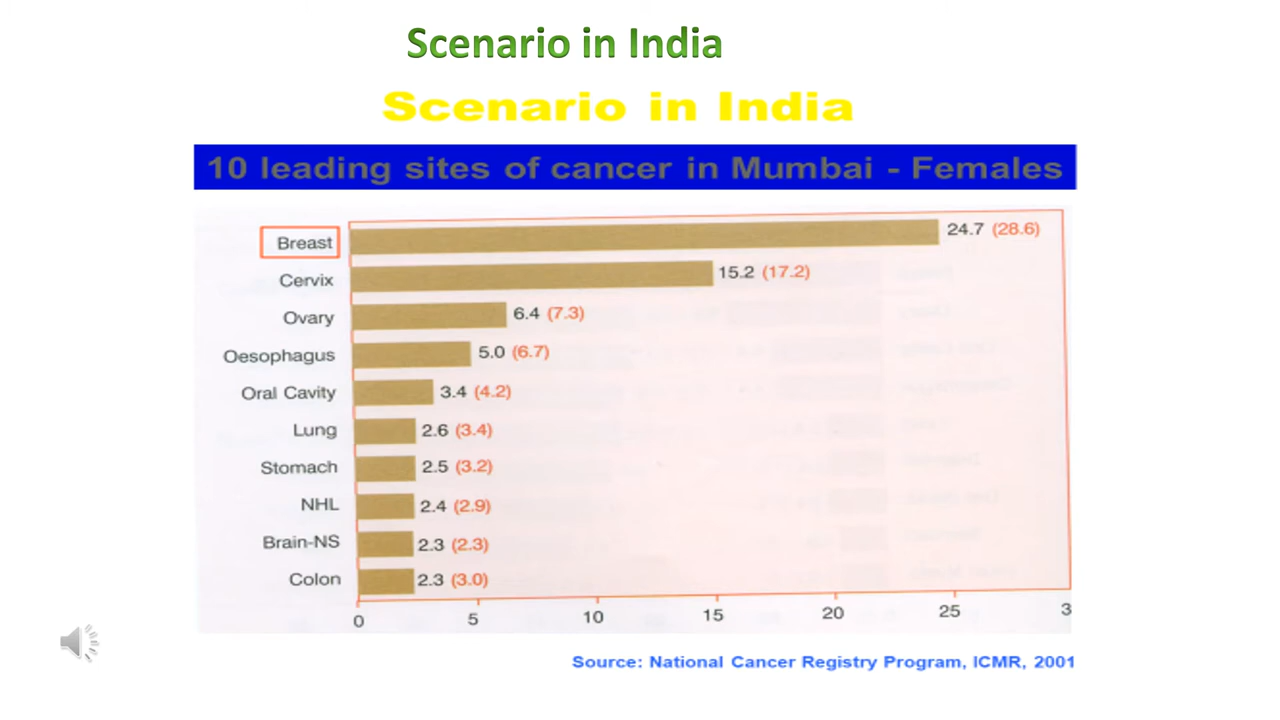 Scenario in India
Scenario in India
10 leading sites of cancer in Mumbai - Females
Breast 24.7 (28.6)
Cervix 15.2 (17.2)
Ovary 6.4 (7.3)
Oesophagus 5.0 (6.7)
Oral Cavity 3.4 (4.2)
Lung 2.6 (3.4)
Stomach 2.5 (3.2)
NHL 2.4 (2.9)
Brain-NS 2.3 (2.3)
Colon 2.3 (3.0)
0 5 10 15 20 25 3
Source: National Cancer Registry Program, ICMR, 2001